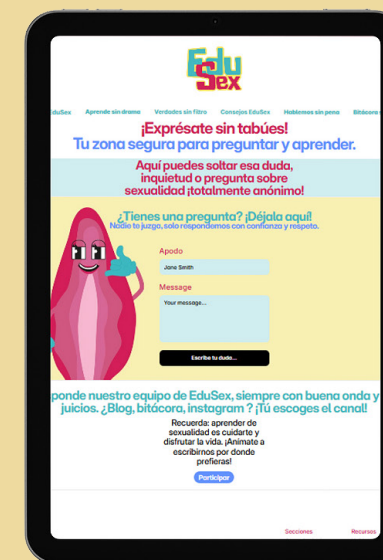 Edu
Sex
duSex Aprende sin drama Verdades sin filtro Consejos EduSex Hablemos sin pena Bitácora
¡Exprésate sin tabúes!
Tu zona segura para preguntar y aprender.
Aquí puedes soltar esa duda,
inquietud o pregunta sobre
sexualidad ¡totalmente anónimo!
¿Tienes una pregunta? ¡Déjala aquí!
Nadie te juzga, solo respondemos con confianza y respeto.
Apodo
Jane Smith
Message
Your message...
Escribe tu duda...
ponde nuestro equipo de EduSex, siempre con buena onda y
juicios. ¿Blog, bitácora, instagram ? ¡Tú escoges el canal!
Recuerda: aprender de
sexualidad es cuidarte y
disfrutar la vida. ¡Anímate a
escribirnos por donde
prefieras!
Participar
Secciones Recursos